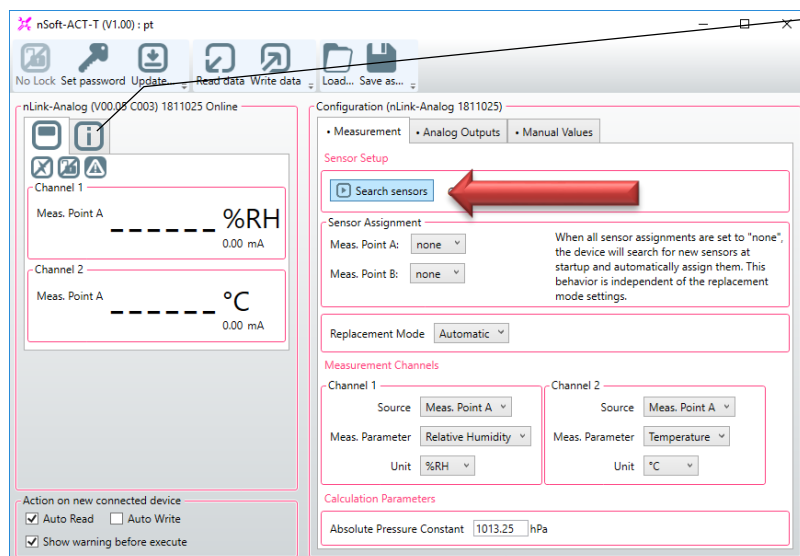 nSoft-ACT-T (V1.00) : pt
No Lock Set password Update... Read data Write data Load... Save as...
nLink-Analog (V00.05 C003) 1811025 Online
Channel 1
Meas. Point A
_ _ _ _ _ _ %RH
0.00 mA
Channel 2
Meas. Point A
_ _ _ _ _ _ °C
0.00 mA
Action on new connected device
Auto Read Auto Write
Show warning before execute
Configuration (nLink-Analog 1811025)
• Measurement • Analog Outputs • Manual Values
Sensor Setup
Search sensors
Sensor Assignment
Meas. Point A: none
Meas. Point B: none
When all sensor assignments are set to "none",
the device will search for new sensors at
startup and automatically assign them. This
behavior is independent of the replacement
mode settings.
Replacement Mode Automatic
Measurement Channels
Channel 1
Source Meas. Point A
Meas. Parameter Relative Humidity
Unit %RH
Channel 2
Source Meas. Point A
Meas. Parameter Temperature
Unit °C
Calculation Parameters
Absolute Pressure Constant 1013.25 hPa